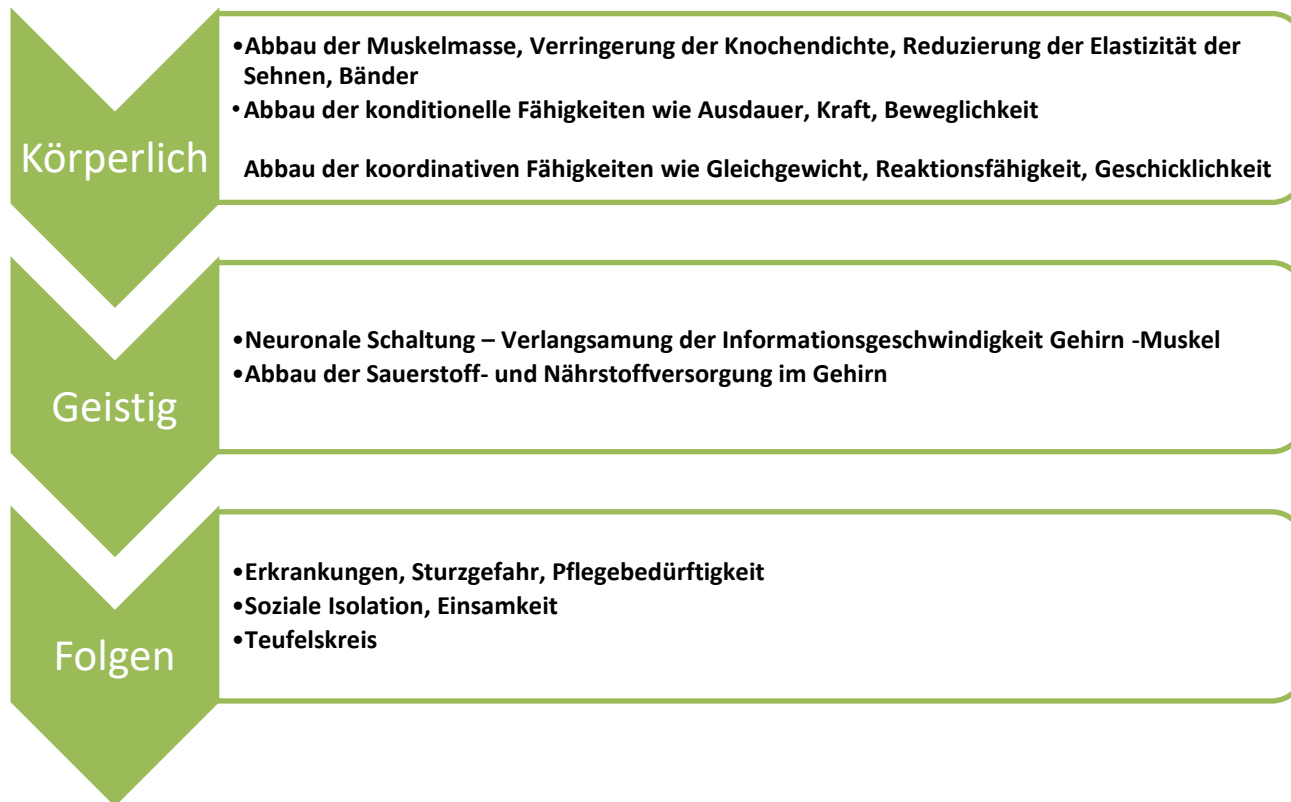 Körperlich
•Abbau der Muskelmasse, Verringerung der Knochendichte, Reduzierung der Elastizität der
Sehnen, Bänder
•Abbau der konditionelle Fähigkeiten wie Ausdauer, Kraft, Beweglichkeit
Abbau der koordinativen Fähigkeiten wie Gleichgewicht, Reaktionsfähigkeit, Geschicklichkeit
Geistig
•Neuronale Schaltung – Verlangsamung der Informationsgeschwindigkeit Gehirn -Muskel
•Abbau der Sauerstoff- und Nährstoffversorgung im Gehirn
Folgen
•Erkrankungen, Sturzgefahr, Pflegebedürftigkeit
•Soziale Isolation, Einsamkeit
•Teufelskreis